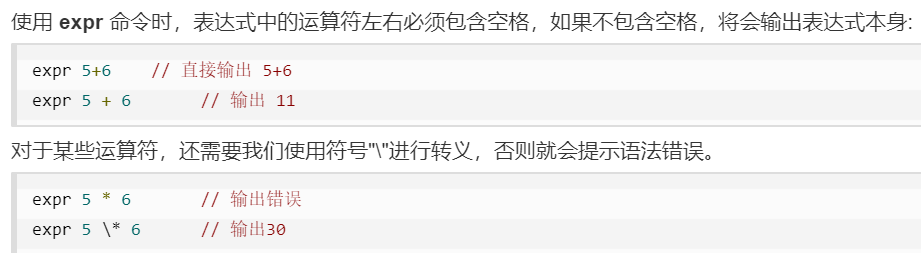 使用 expr 命令时，表达式中的运算符左右必须包含空格，如果不包含空格，将会输出表达式本身:
expr 5+6    // 直接输出 5+6
expr 5 + 6       // 输出 11
对于某些运算符，还需要我们使用符号"\"进行转义，否则就会提示语法错误。
expr 5 * 6       // 输出错误
expr 5 \* 6      // 输出30